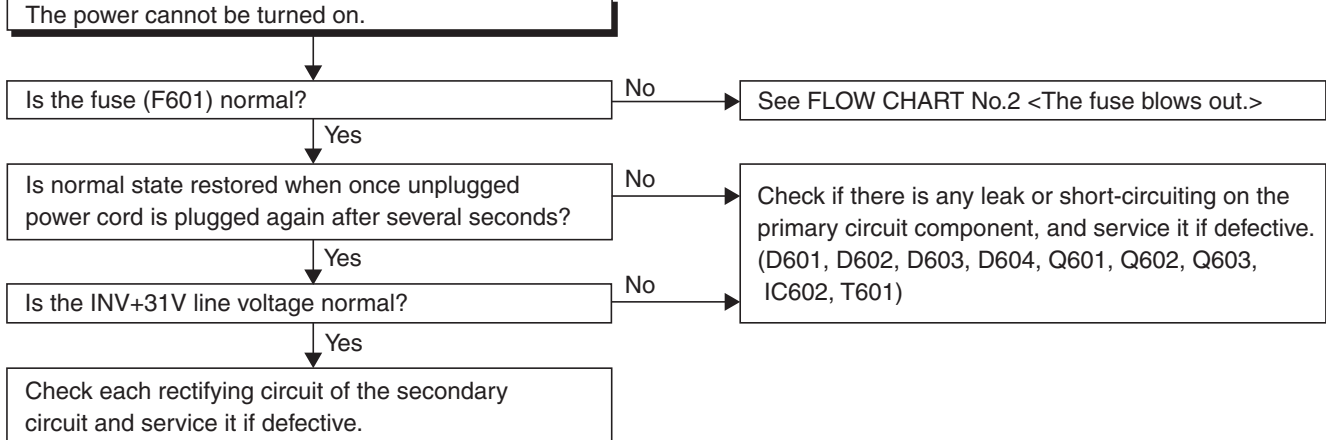 The power cannot be turned on.
Is the fuse (F601) normal?
No
See FLOW CHART No.2 <The fuse blows out.>
Yes
Is normal state restored when once unplugged
power cord is plugged again after several seconds?
No
Check if there is any leak or short-circuiting on the
primary circuit component, and service it if defective.
(D601, D602, D603, D604, Q601, Q602, Q603,
IC602, T601)
Yes
Is the INV+31V line voltage normal?
No
Yes
Check each rectifying circuit of the secondary
circuit and service it if defective.